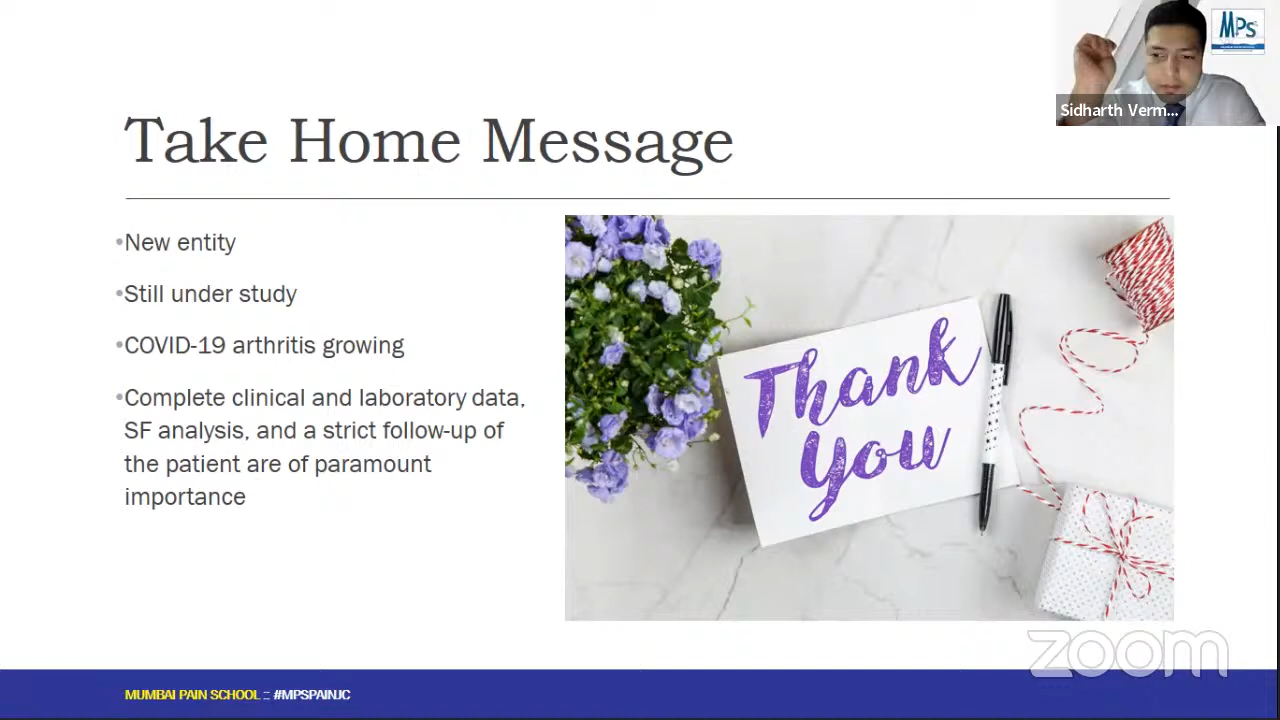 MPS
Sidharth Verm...
Take Home Message
•New entity
•Still under study
•COVID-19 arthritis growing
•Complete clinical and laboratory data,
SF analysis, and a strict follow-up of
the patient are of paramount
importance
Thank
You
zoom
MUMBAI PAIN SCHOOL :: #MPSPAINJC